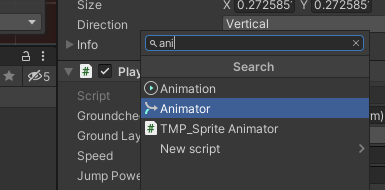 Size X 0.272585 Y 0.272585
Direction Vertical
Info
ani
5
Search
Play
Animation
Script
Animator
Groundchec
Ground Lay
TMP_Sprite Animator
Speed
New script
Jump Powe